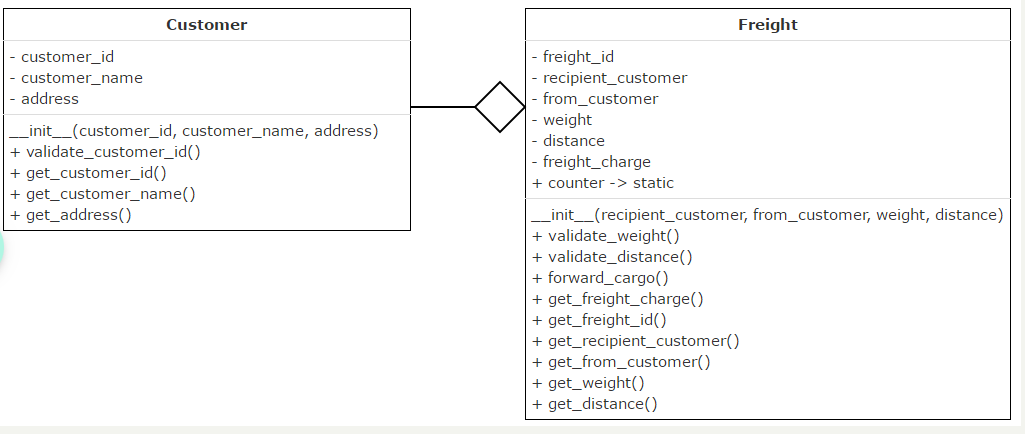 Customer
- customer_id
- customer_name
- address
__init__(customer_id, customer_name, address)
+ validate_customer_id()
+ get_customer_id()
+ get_customer_name()
+ get_address()
Freight
- freight_id
- recipient_customer
- from_customer
- weight
- distance
- freight_charge
+ counter -> static
__init__(recipient_customer, from_customer, weight, distance)
+ validate_weight()
+ validate_distance()
+ forward_cargo()
+ get_freight_charge()
+ get_freight_id()
+ get_recipient_customer()
+ get_from_customer()
+ get_weight()
+ get_distance()